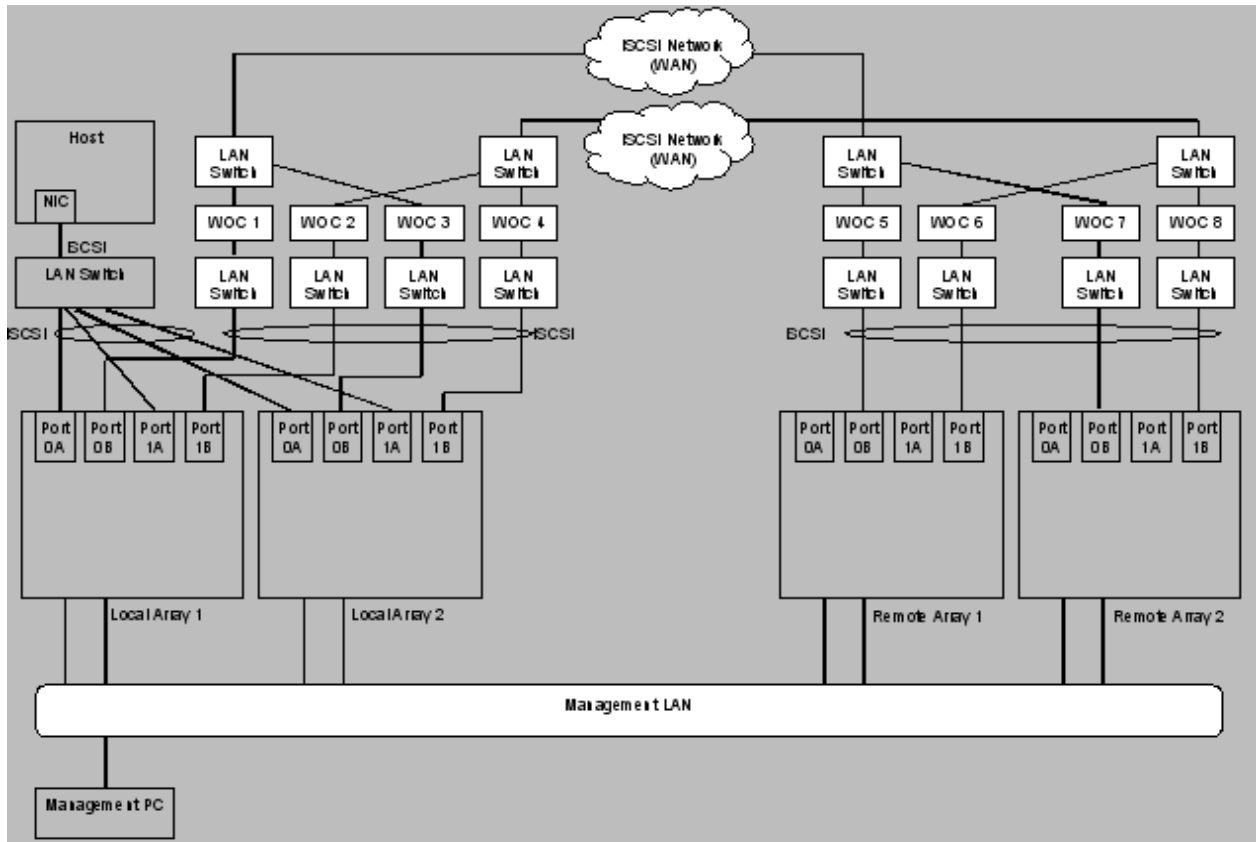 ISCSI Network
(WAN)
ISCSI Network
(WAN)
Host
NIC
ISCSI
LAN Switch
LAN
Switch
LAN
Switch
LAN
Switch
LAN
Switch
WOC 1
WOC 2
WOC 3
WOC 4
WOC 5
WOC 6
WOC 7
WOC 8
LAN
Switch
LAN
Switch
LAN
Switch
LAN
Switch
LAN
Switch
LAN
Switch
LAN
Switch
LAN
Switch
ISCSI
ISCSI
ISCSI
Port
0A
Port
0B
Port
1A
Port
1B
Port
0A
Port
0B
Port
1A
Port
1B
Port
0A
Port
0B
Port
1A
Port
1B
Port
0A
Port
0B
Port
1A
Port
1B
Local Array 1
Local Array 2
Remote Array 1
Remote Array 2
Management LAN
Management PC